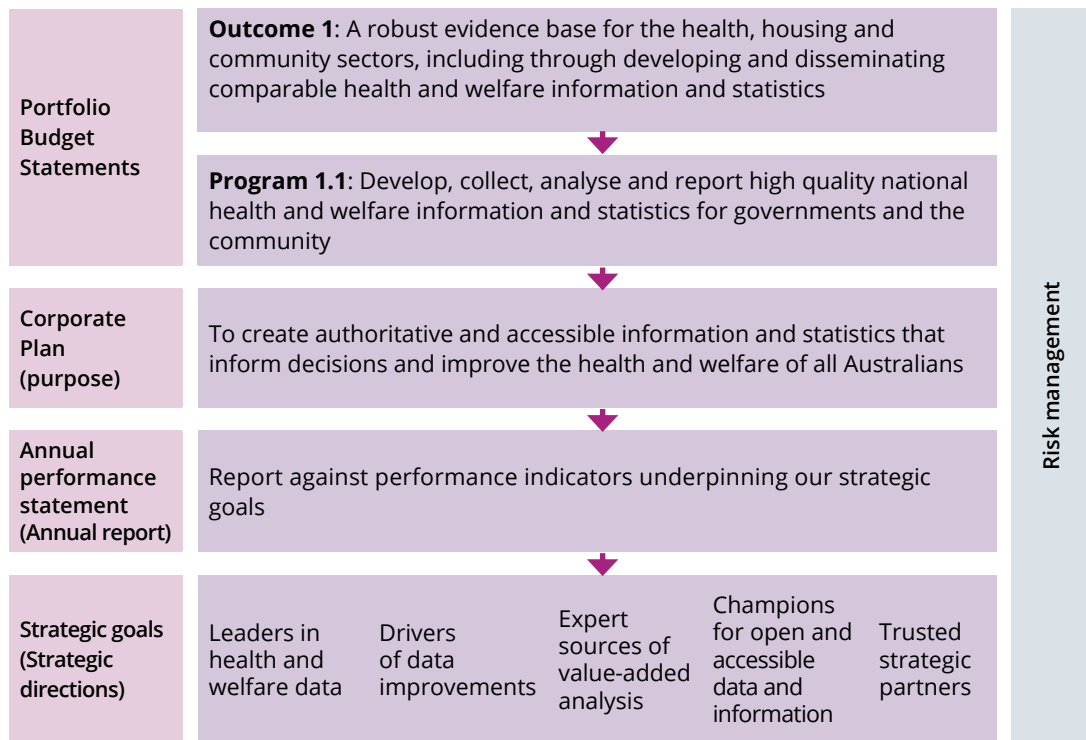 Portfolio
Budget
Statements
Outcome 1: A robust evidence base for the health, housing and
community sectors, including through developing and disseminating
comparable health and welfare information and statistics
Program 1.1: Develop, collect, analyse and report high quality national
health and welfare information and statistics for governments and the
community
Corporate
Plan
(purpose)
To create authoritative and accessible information and statistics that
inform decisions and improve the health and welfare of all Australians
Annual
performance
statement
(Annual report)
Report against performance indicators underpinning our strategic
goals
Strategic goals
(Strategic
directions)
Leaders in
health and
welfare data
Drivers
of data
improvements
Expert
sources of
value-added
analysis
Champions
for open and
accessible
data and
information
Trusted
strategic
partners
Risk management